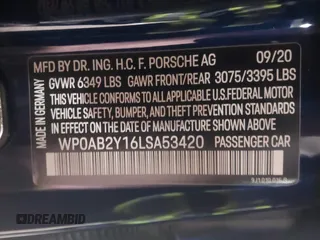 MFD BY DR. ING. H.C. F. PORSCHE AG 09/20
GVWR 6349 LBS GAWR FRONT/REAR 3075/3395 LBS
THIS VEHICLE CONFORMS TO ALL APPLICABLE FEDERAL MOTOR
VEHICLE SAFETY, BUMPER, AND THEFT PREVENTION STANDARDS
IN EFFECT ON THE DATE OF MANUFACTURE SHOWN ABOVE.
WP0AB2Y16LSA53420 PASSENGER CAR
MADE IN GERMANY
DREAMBID